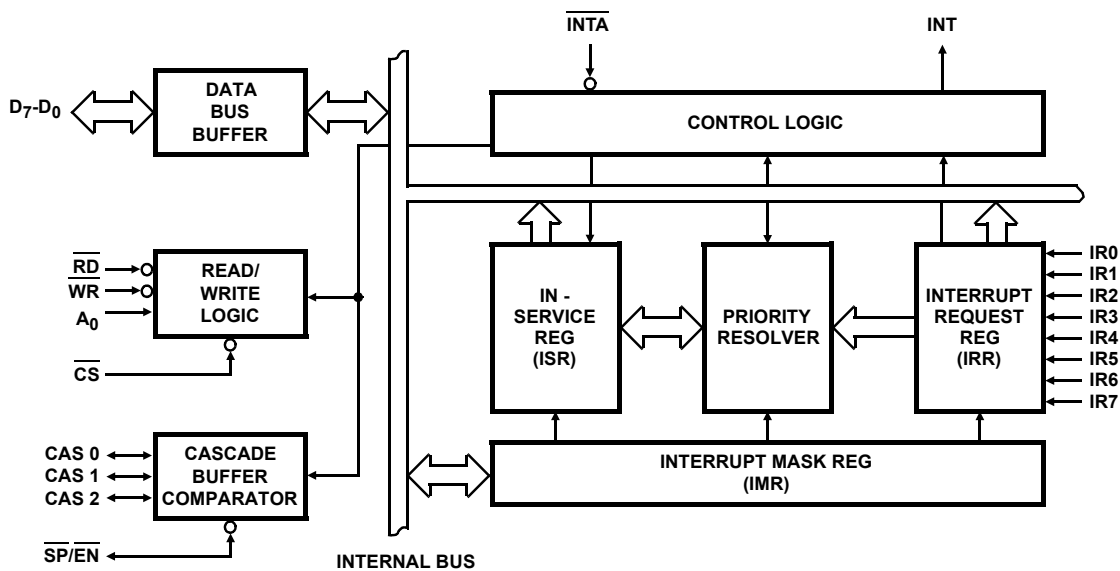 INTA
INT
D7-D0
DATA
BUS
BUFFER
CONTROL LOGIC
RD
WR
A0
CS
READ/
WRITE
LOGIC
IN -
SERVICE
REG
(ISR)
PRIORITY
RESOLVER
INTERRUPT
REQUEST
REG
(IRR)
IR0
IR1
IR2
IR3
IR4
IR5
IR6
IR7
CAS 0
CAS 1
CAS 2
CASCADE
BUFFER
COMPARATOR
INTERRUPT MASK REG
(IMR)
SP/EN
INTERNAL BUS